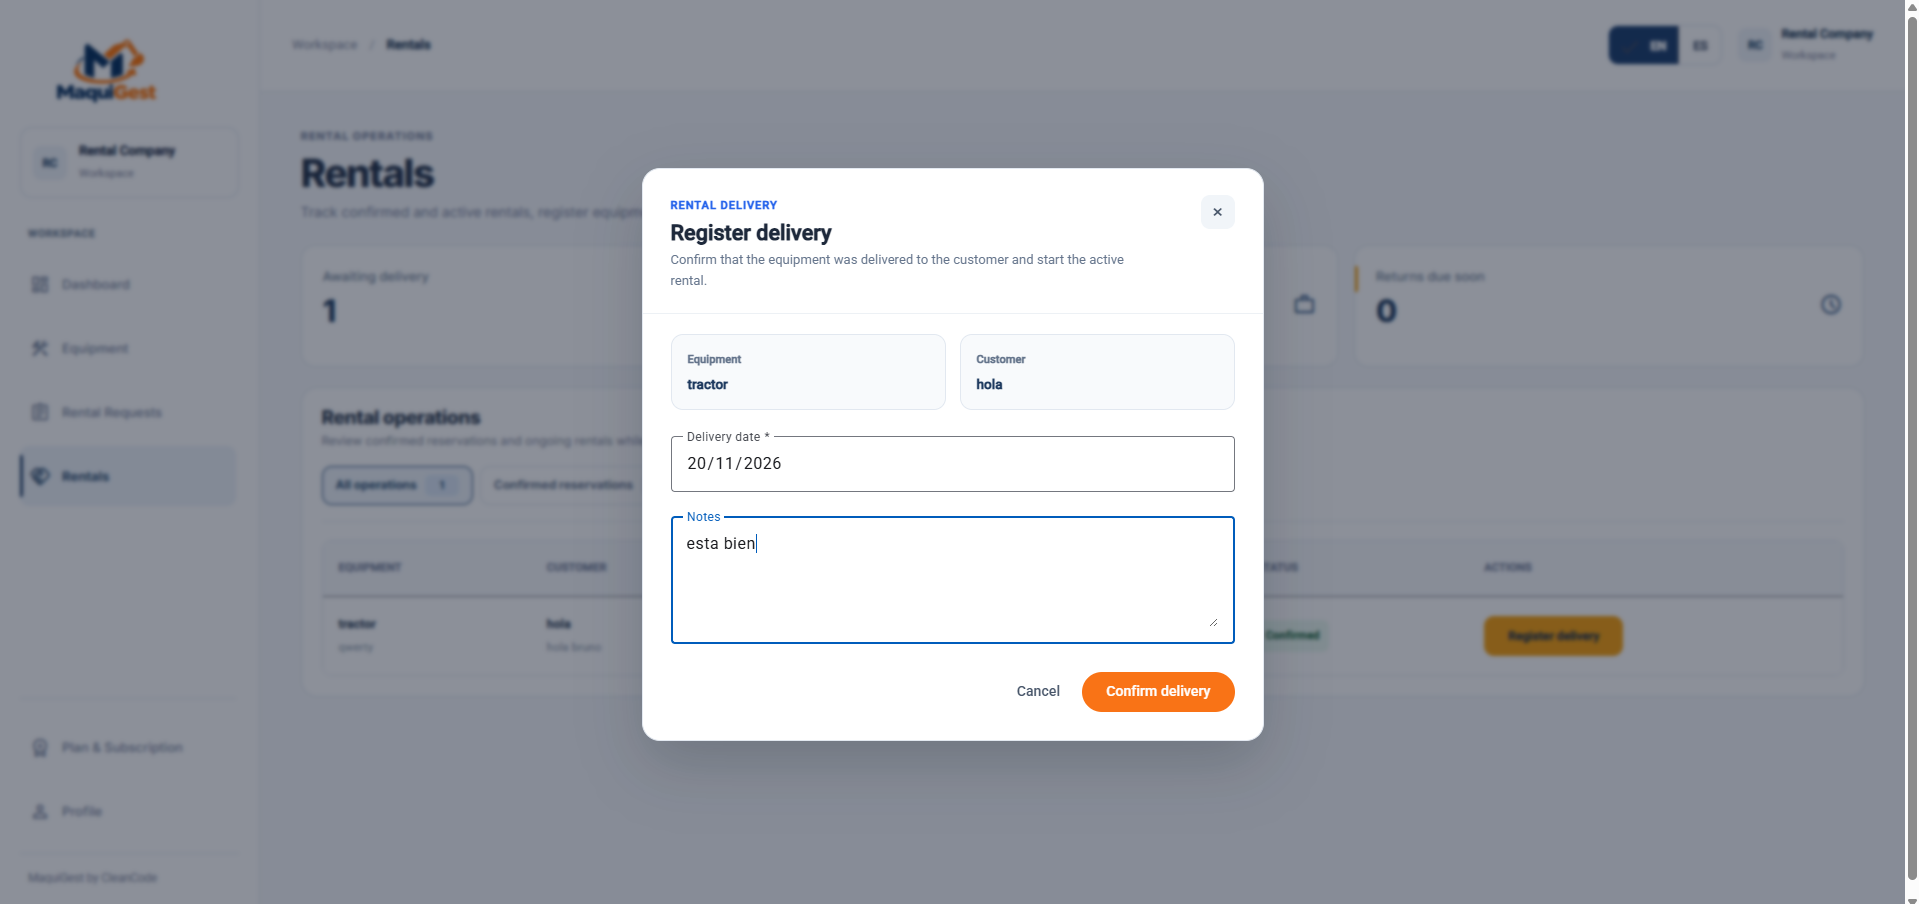 MaquiGest
Rental Company
Workspace
WORKSPACE
Dashboard
Equipment
Rental Requests
Rentals
Plan & Subscription
Profile
MaquiGest by CleanCode
Workspace / Rentals
EN
ES
RC
Rental Company
Workspace
RENTAL OPERATIONS
Rentals
Track confirmed and active rentals, register equipm
Awaiting delivery
1
Returns due soon
0
Rental operations
Review confirmed reservations and ongoing rentals while
All operations 1
Confirmed reservations
EQUIPMENT
CUSTOMER
TATUS
ACTIONS
tractor
qwerty
hola
Confirmed
Register delivery
RENTAL DELIVERY
Register delivery
×
Confirm that the equipment was delivered to the customer and start the active
rental.
Equipment
tractor
Customer
hola
Delivery date *
20/11/2026
Notes
esta bien
Cancel
Confirm delivery